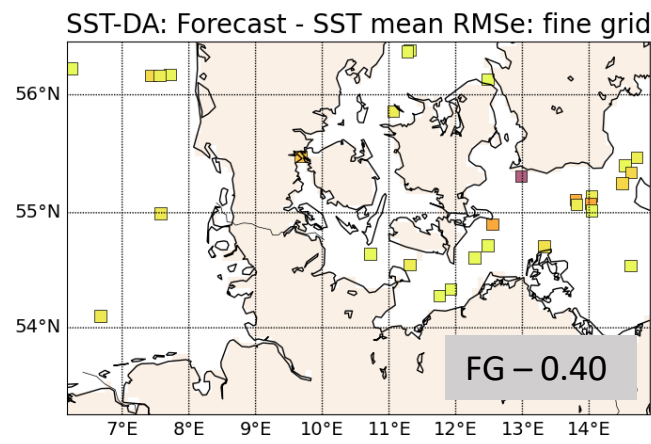 SST-DA: Forecast - SST mean RMSe: fine grid
56°N
55°N
54°N
FG – 0.40
7°E 8°E 9°E 10°E 11°E 12°E 13°E 14°E